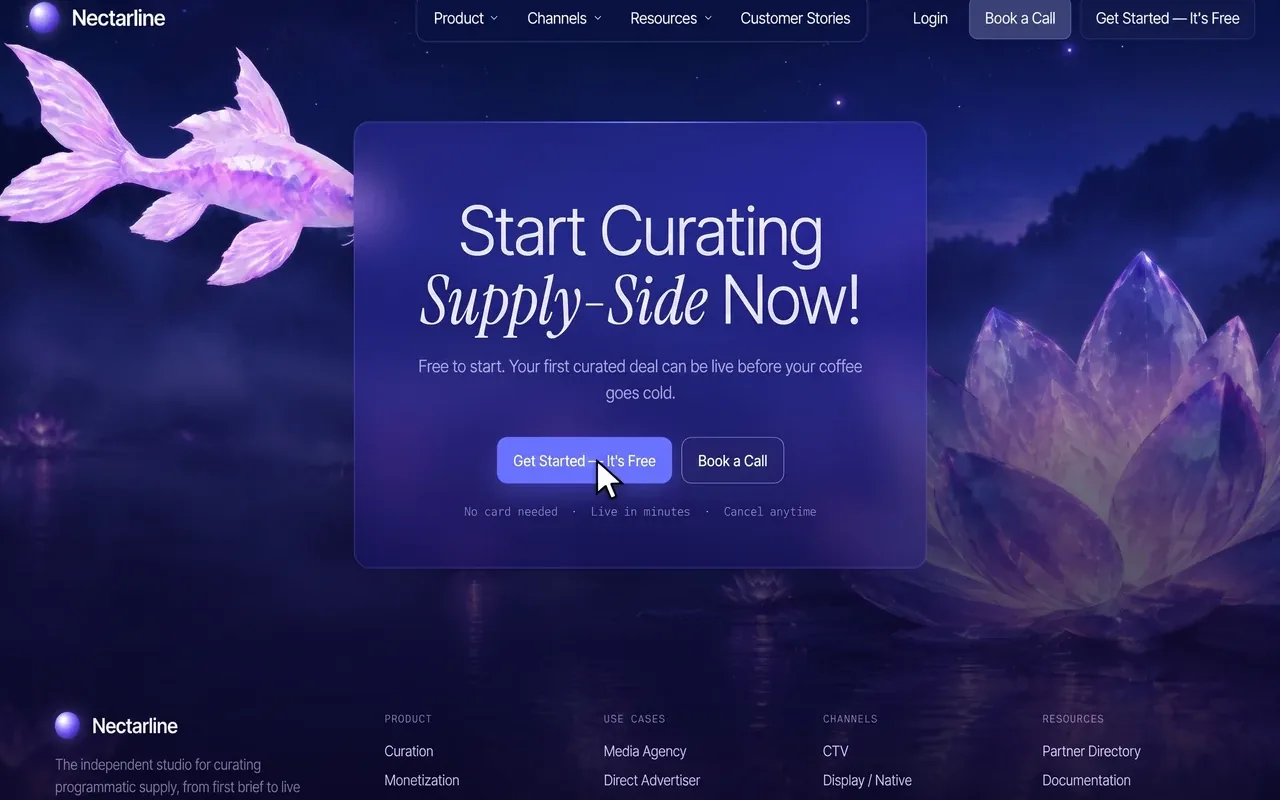 Nectarline
Product
Channels
Resources
Customer Stories
Login
Book a Call
Get Started — It's Free
Start Curating
Supply-Side Now!
Free to start. Your first curated deal can be live before your coffee
goes cold.
Get Started — It's Free
Book a Call
No card needed · Live in minutes · Cancel anytime
Nectarline
The independent studio for curating
programmatic supply, from first brief to live
PRODUCT
Curation
Monetization
USE CASES
Media Agency
Direct Advertiser
CHANNELS
CTV
Display / Native
RESOURCES
Partner Directory
Documentation